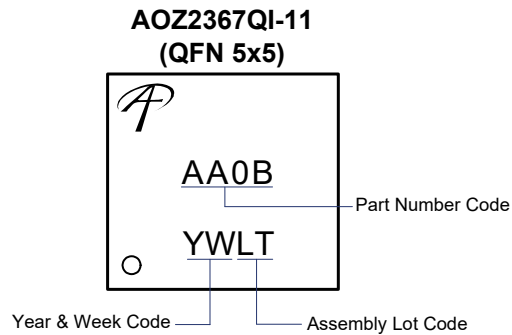 AOZ2367QI-11
(QFN 5x5)
AA0B
Part Number Code
YWLT
Year & Week Code
Assembly Lot Code